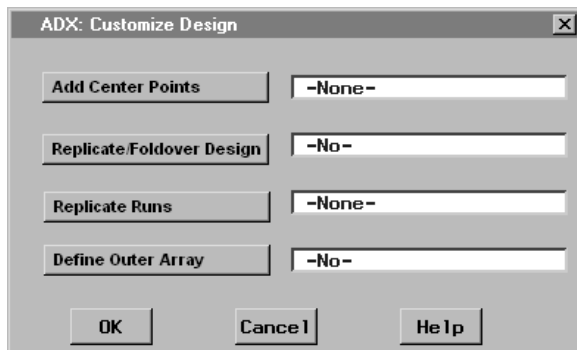 ADX: Customize Design
Add Center Points -None-
Replicate/Foldover Design -No-
Replicate Runs -None-
Define Outer Array -No-
OK Cancel Help